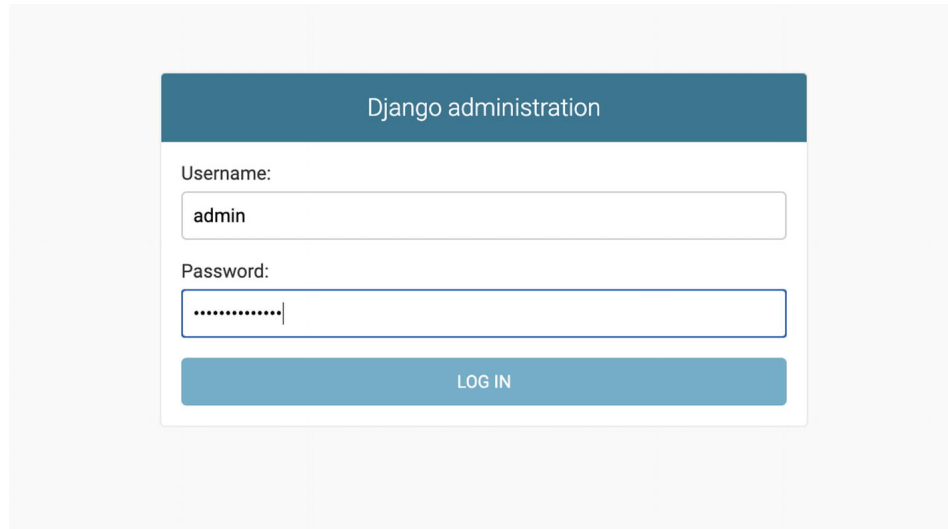 Django administration
Username:
admin
Password:
••••••••••••••
LOG IN